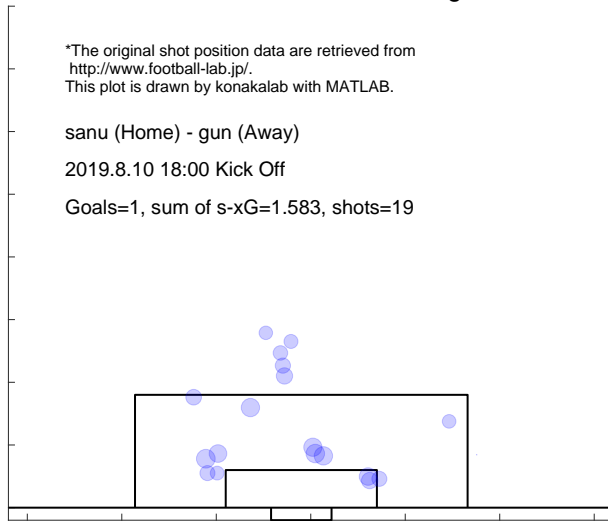 *The original shot position data are retrieved from
http://www.football-lab.jp/.
This plot is drawn by konakalab with MATLAB.
sanu (Home) - gun (Away)
2019.8.10 18:00 Kick Off
Goals=1, sum of s-xG=1.583, shots=19